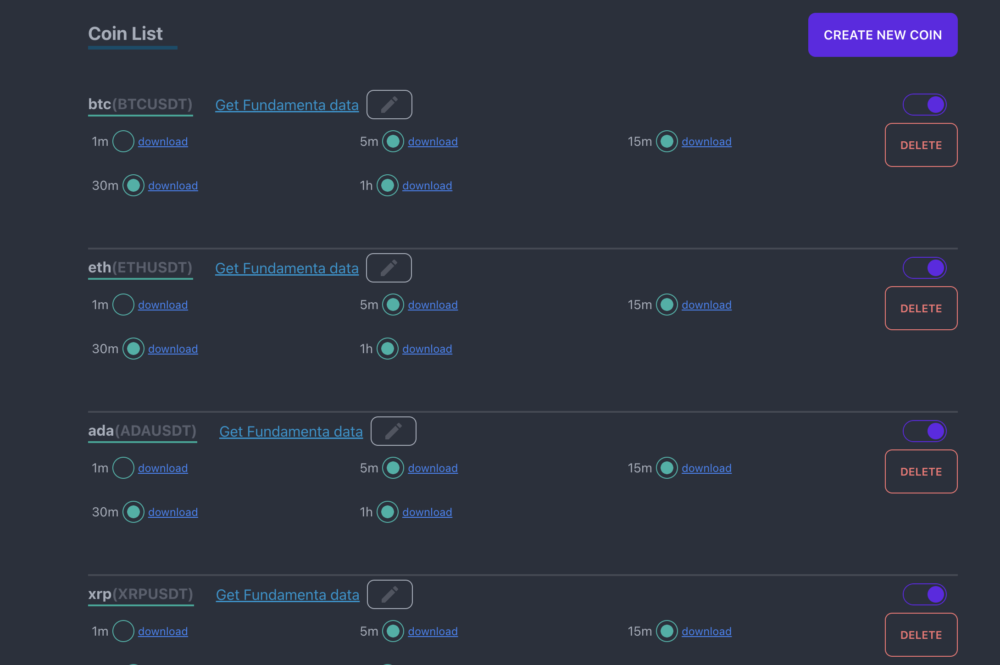 Coin List
CREATE NEW COIN
btc(BTCUSDT) Get Fundamenta data
1m download 5m download 15m download DELETE
30m download 1h download
eth(ETHUSDT) Get Fundamenta data
1m download 5m download 15m download DELETE
30m download 1h download
ada(ADAUSDT) Get Fundamenta data
1m download 5m download 15m download DELETE
30m download 1h download
xrp(XRPUSDT) Get Fundamenta data
1m download 5m download 15m download DELETE